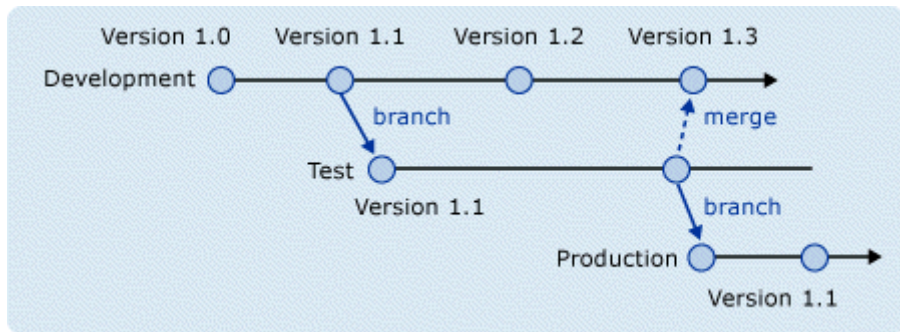 Version 1.0 Version 1.1 Version 1.2 Version 1.3
Development
branch
merge
Test
Version 1.1
branch
Production
Version 1.1